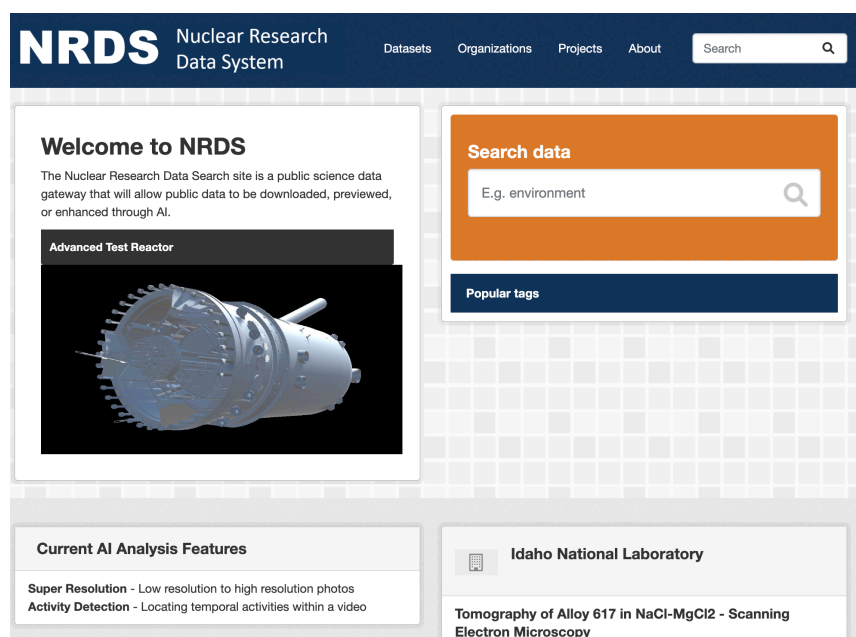 NRDS
Nuclear Research
Data System
Datasets
Organizations
Projects
About
Search
Welcome to NRDS
The Nuclear Research Data Search site is a public science data
gateway that will allow public data to be downloaded, previewed,
or enhanced through AI.
Advanced Test Reactor
Search data
E.g. environment
Popular tags
Current AI Analysis Features
Super Resolution - Low resolution to high resolution photos
Activity Detection - Locating temporal activities within a video
Idaho National Laboratory
Tomography of Alloy 617 in NaCl-MgCl2 - Scanning
Electron Microscopy